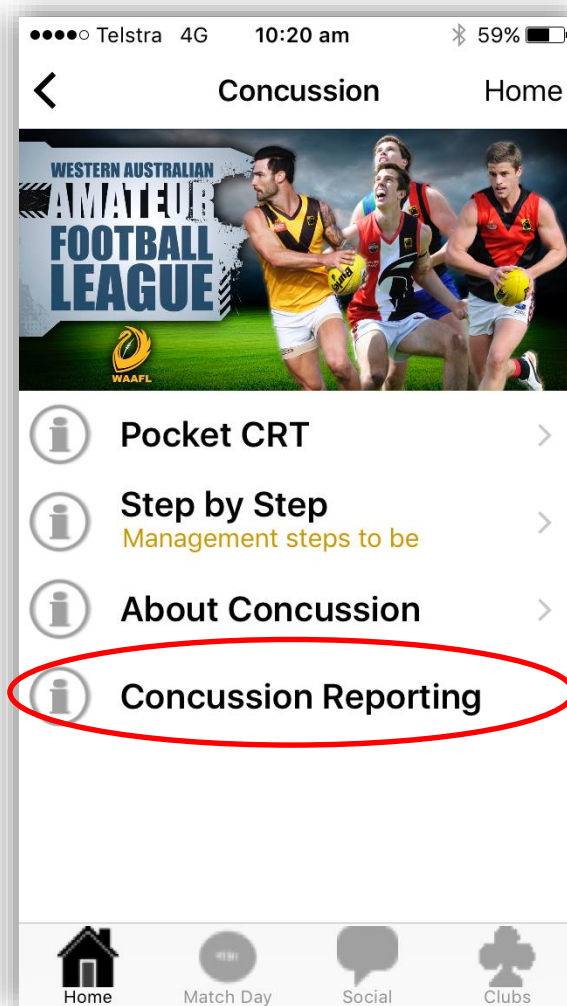 Telstra 4G 10:20 am 59%
Concussion Home
WESTERN AUSTRALIAN
AMATEUR
FOOTBALL
LEAGUE
WAAFL
Pocket CRT
Step by Step
Management steps to be
About Concussion
Concussion Reporting
Home Match Day Social Clubs